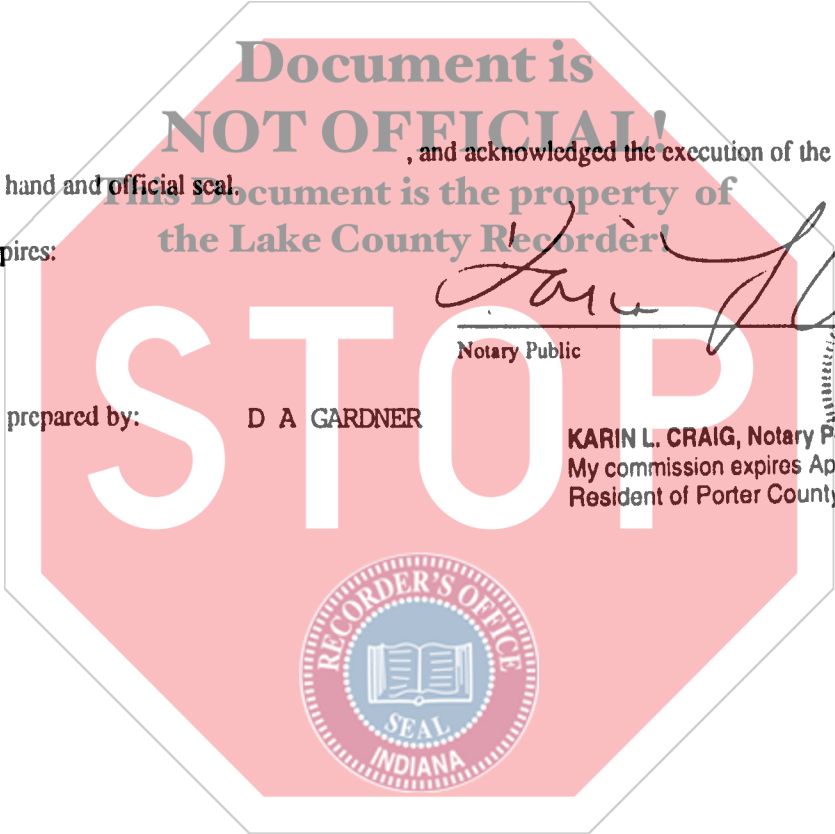 Document is
NOT OFFICIAL!
, and acknowledged the execution of the
hand and official seal.
This Document is the property of
the Lake County Recorder!
pires:
STOP
Notary Public
prepared by: D A GARDNER
KARIN L. CRAIG, Notary P
My commission expires Ap
Resident of Porter County
RECORDER'S OFFICE
SEAL
INDIANA